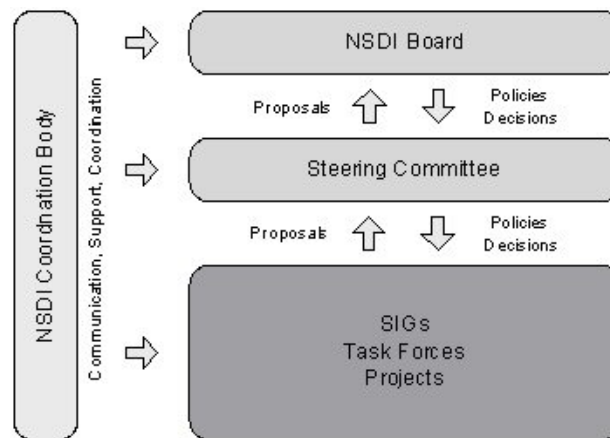 NSDI Coordnation Body
Communication, Support, Coordination
NSDI Board
Proposals
Policies
Decisions
Steering Committee
Proposals
Policies
Decisions
SIGs
Task Forces
Projects